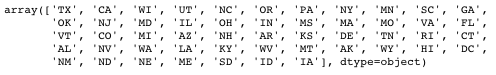 array(['TX', 'CA', 'WI', 'UT', 'NC', 'OR', 'PA', 'NY', 'MN', 'SC', 'GA',
'OK', 'NJ', 'MD', 'IL', 'OH', 'IN', 'MS', 'MA', 'MO', 'VA', 'FL',
'VT', 'CO', 'MI', 'AZ', 'NH', 'AR', 'KS', 'DE', 'TN', 'RI', 'CT',
'AL', 'NV', 'WA', 'LA', 'KY', 'WV', 'MT', 'AK', 'WY', 'HI', 'DC',
'NM', 'ND', 'NE', 'ME', 'SD', 'ID', 'IA'], dtype=object)